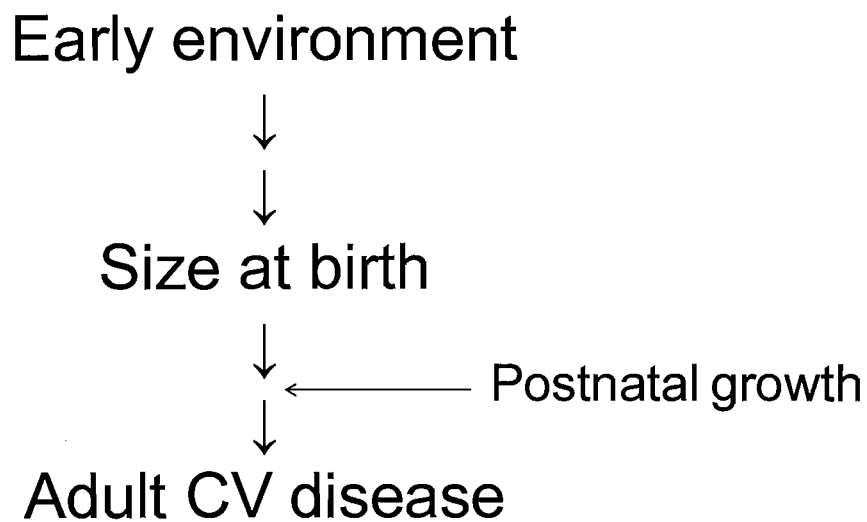 Early environment
Size at birth
Postnatal growth
Adult CV disease